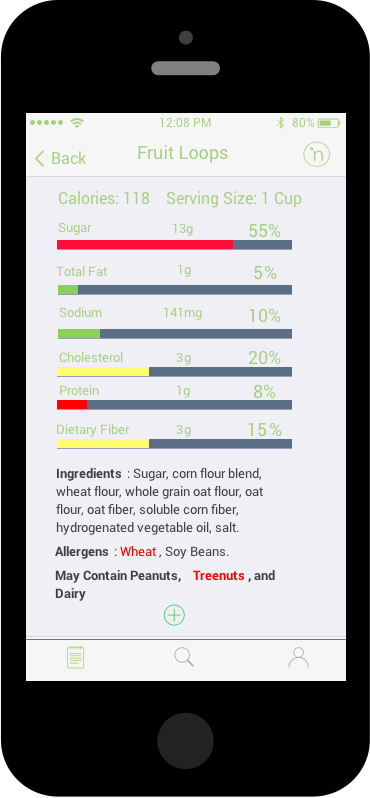 12:08 PM 80%
Back Fruit Loops n
Calories: 118 Serving Size: 1 Cup
Sugar 13g 55%
Total Fat 1g 5%
Sodium 141mg 10%
Cholesterol 3g 20%
Protein 1g 8%
Dietary Fiber 3g 15%
Ingredients : Sugar, corn flour blend,
wheat flour, whole grain oat flour, oat
flour, oat fiber, soluble corn fiber,
hydrogenated vegetable oil, salt.
Allergens : Wheat , Soy Beans.
May Contain Peanuts, Treenuts , and
Dairy